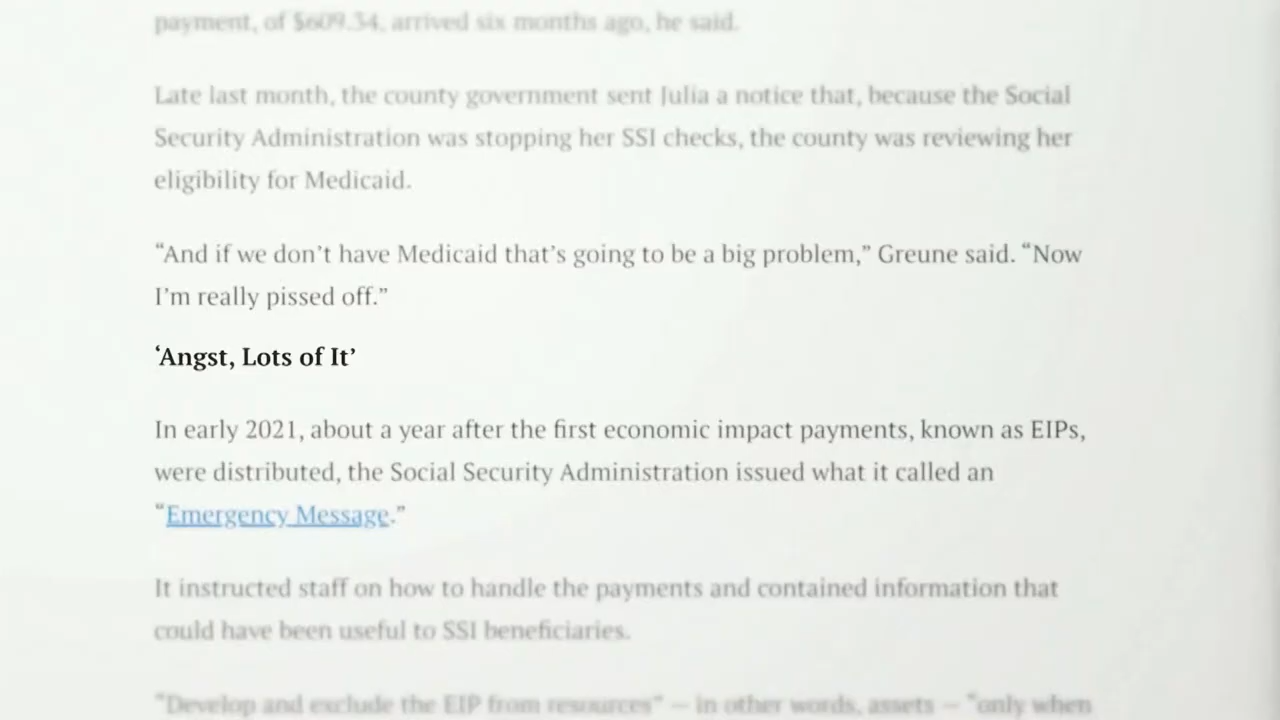 payment, of $609.34, arrived six months ago, he said.
Late last month, the county government sent Julia a notice that, because the Social
Security Administration was stopping her SSI checks, the county was reviewing her
eligibility for Medicaid.
“And if we don’t have Medicaid that’s going to be a big problem,” Greune said. “Now
I’m really pissed off.”
‘Angst, Lots of It’
In early 2021, about a year after the first economic impact payments, known as EIPs,
were distributed, the Social Security Administration issued what it called an
“Emergency Message.”
It instructed staff on how to handle the payments and contained information that
could have been useful to SSI beneficiaries.
“Develop and exclude the EIP from resources” — in other words, assets — “only when